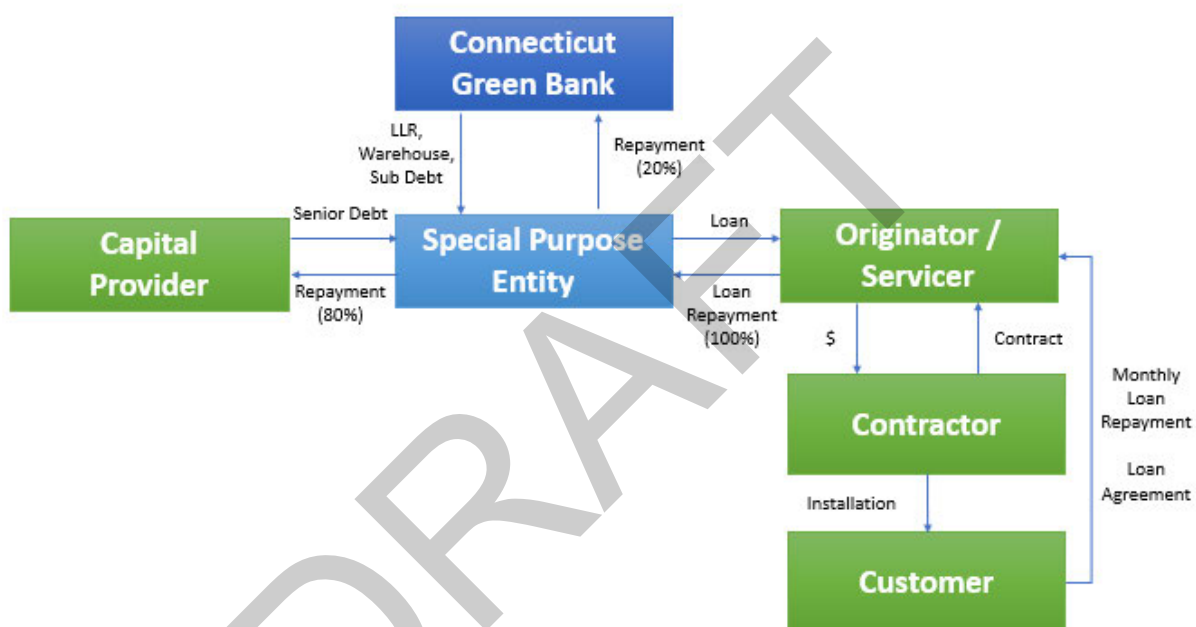 Connecticut
Green Bank
LLR,
Warehouse,
Sub Debt
Repayment
(20%)
Capital
Provider
Senior Debt
Repayment
(80%)
Special Purpose
Entity
Loan
Loan
Repayment
(100%)
Originator /
Servicer
$
Contract
Contractor
Monthly
Loan
Repayment
Loan
Agreement
Installation
Customer
DRAFT